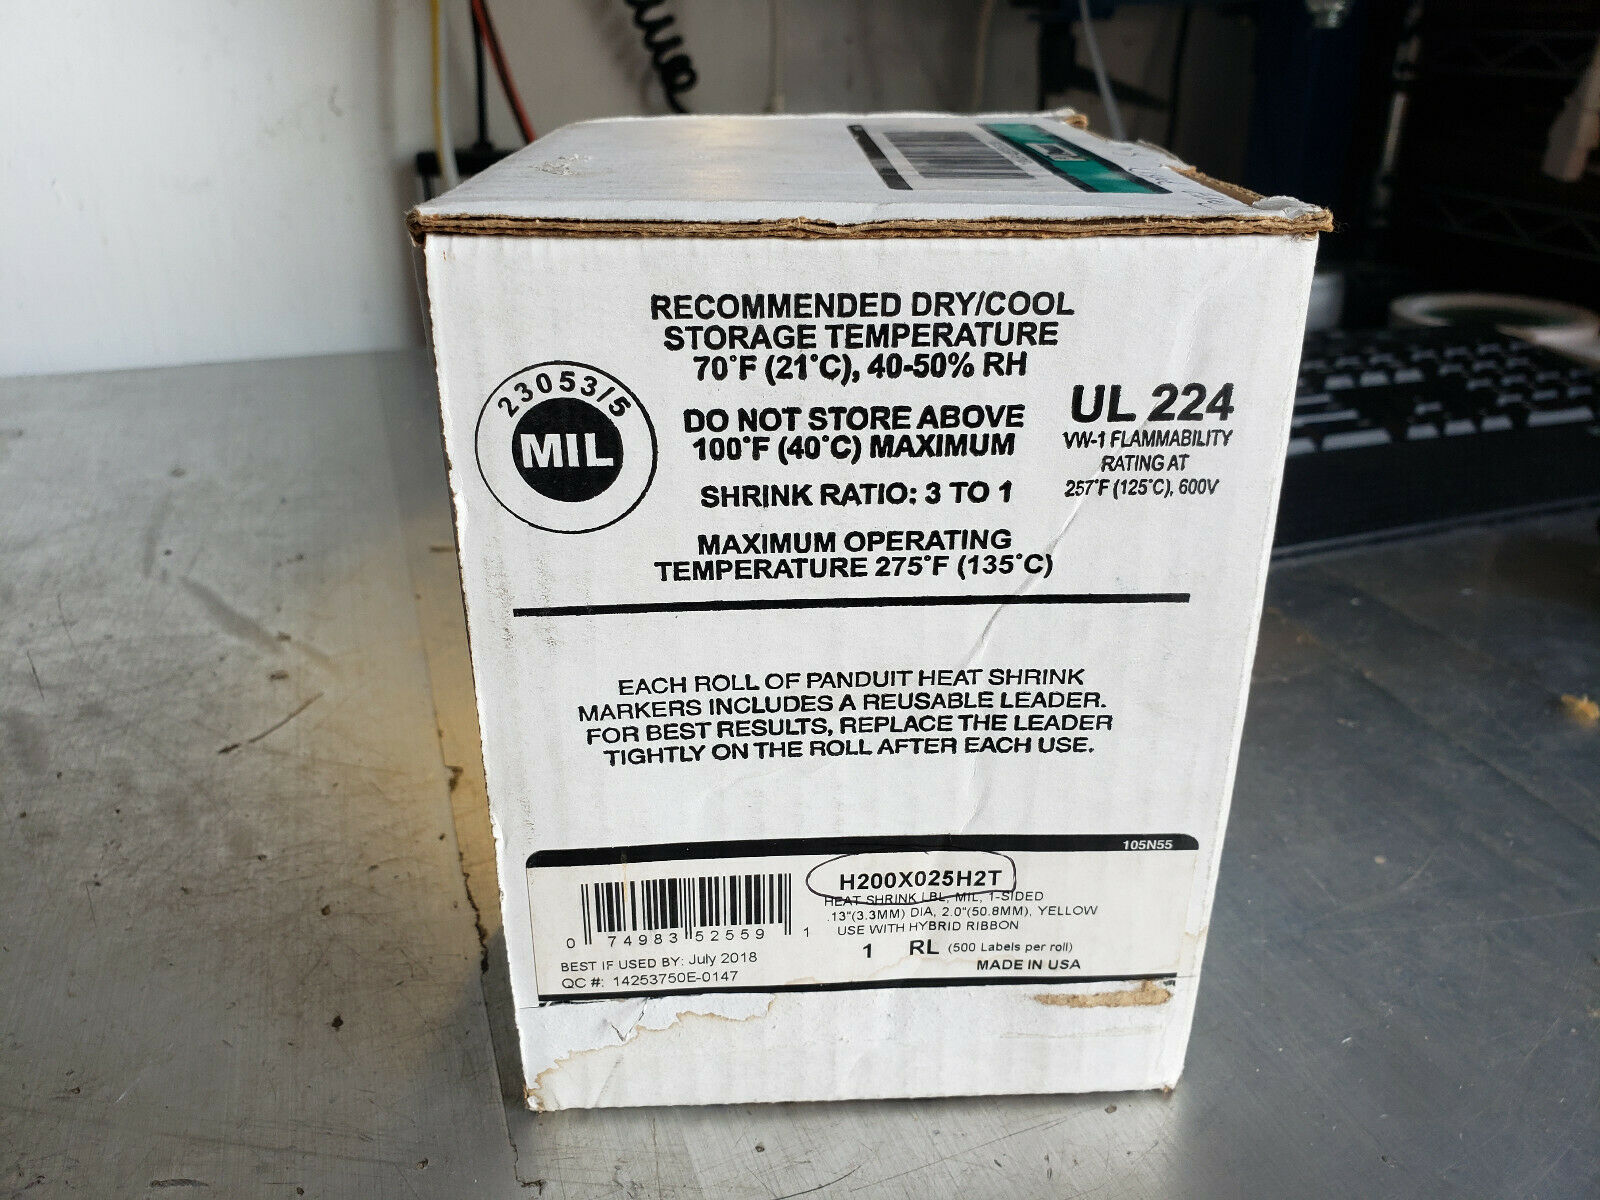 RECOMMENDED DRY/COOL
STORAGE TEMPERATURE
70°F (21°C), 40-50% RH
23053/5
MIL
DO NOT STORE ABOVE
100°F (40°C) MAXIMUM
SHRINK RATIO: 3 TO 1
MAXIMUM OPERATING
TEMPERATURE 275°F (135°C)
UL 224
VW-1 FLAMMABILITY
RATING AT
257°F (125°C), 600V
EACH ROLL OF PANDUIT HEAT SHRINK
MARKERS INCLUDES A REUSABLE LEADER.
FOR BEST RESULTS, REPLACE THE LEADER
TIGHTLY ON THE ROLL AFTER EACH USE.
105N55
H200X025H2T
HEAT SHRINK LBL, MIL, 1-SIDED
.13"(3.3MM) DIA, 2.0"(50.8MM), YELLOW
USE WITH HYBRID RIBBON
1 RL (500 Labels per roll)
MADE IN USA
0 74983 52559 1
BEST IF USED BY: July 2018
QC #: 14253750E-0147